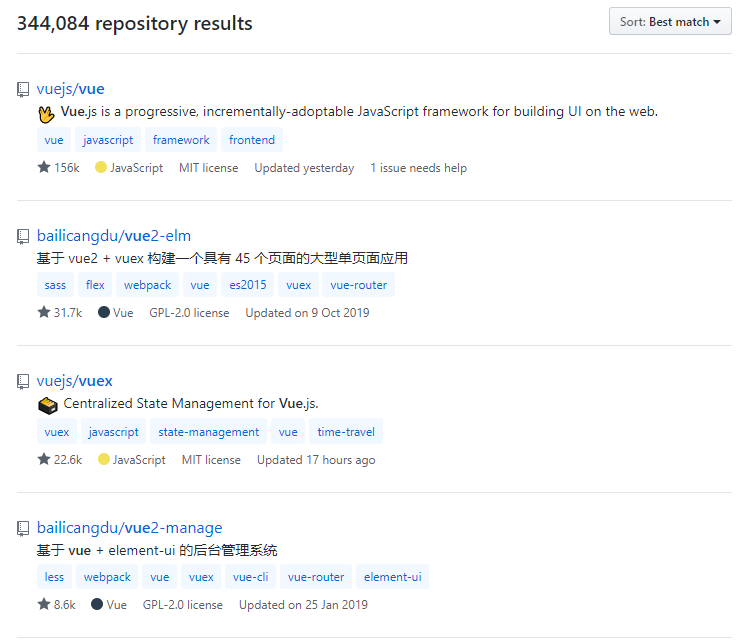 344,084 repository results
Sort: Best match
vuejs/vue
🖖 Vue.js is a progressive, incrementally-adoptable JavaScript framework for building UI on the web.
vue javascript framework frontend
156k JavaScript MIT license Updated yesterday 1 issue needs help
bailicangdu/vue2-elm
基于 vue2 + vuex 构建一个具有 45 个页面的大型单页面应用
sass flex webpack vue es2015 vuex vue-router
31.7k Vue GPL-2.0 license Updated on 9 Oct 2019
vuejs/vuex
🗃️ Centralized State Management for Vue.js.
vuex javascript state-management vue time-travel
22.6k JavaScript MIT license Updated 17 hours ago
bailicangdu/vue2-manage
基于 vue + element-ui 的后台管理系统
less webpack vue vuex vue-cli vue-router element-ui
8.6k Vue GPL-2.0 license Updated on 25 Jan 2019